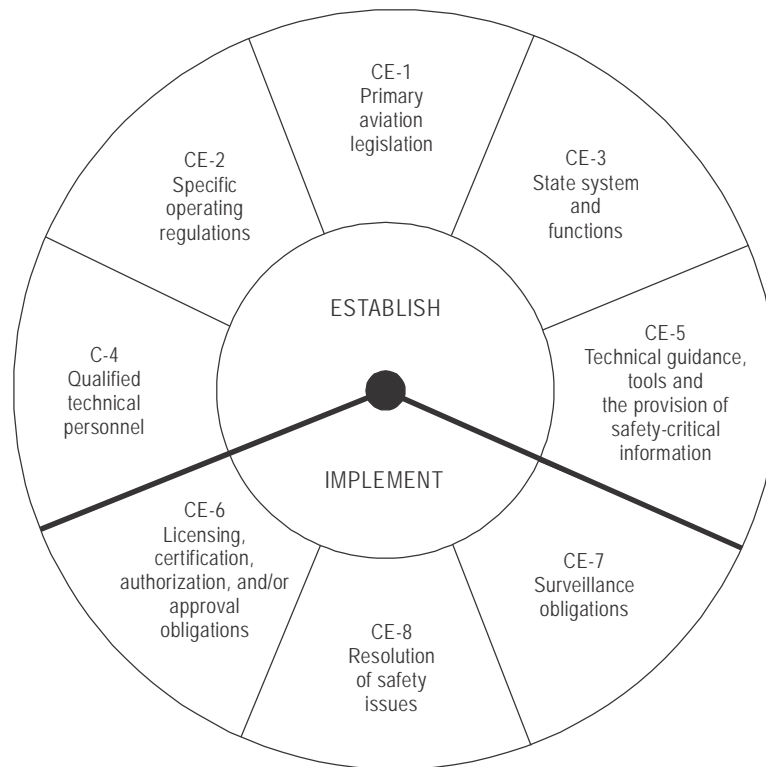 CE-1
Primary
aviation
legislation
CE-2
Specific
operating
regulations
CE-3
State system
and
functions
ESTABLISH
C-4
Qualified
technical
personnel
CE-5
Technical guidance,
tools and
the provision of
safety-critical
information
IMPLEMENT
CE-6
Licensing,
certification,
authorization, and/or
approval
obligations
CE-7
Surveillance
obligations
CE-8
Resolution
of safety
issues